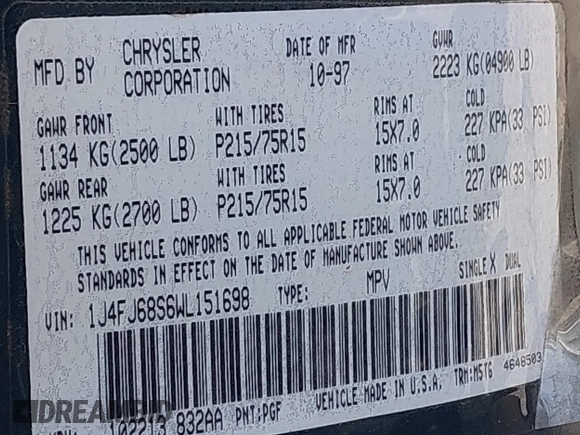 MFD BY CHRYSLER CORPORATION DATE OF MFR 10-97 GVWR 2223 KG(04900 LB)
GAWR FRONT WITH TIRES RIMS AT COLD
1134 KG(2500 LB) P215/75R15 15X7.0 227 KPA(33 PSI)
GAWR REAR WITH TIRES RIMS AT COLD
1225 KG(2700 LB) P215/75R15 15X7.0 227 KPA(33 PSI)
THIS VEHICLE CONFORMS TO ALL APPLICABLE FEDERAL MOTOR VEHICLE SAFETY
STANDARDS IN EFFECT ON THE DATE OF MANUFACTURE SHOWN ABOVE.
VIN: 1J4FJ68S6WL151698 TYPE: MPV SINGLE X DUAL
102213 832AA PNT:PGF VEHICLE MADE IN U.S.A. TRM:MST6 4648503
DREAMBID